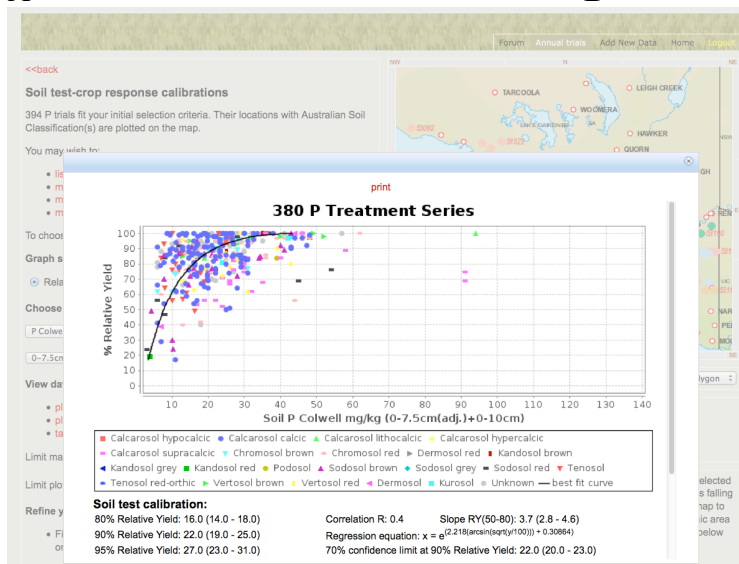 Forum Annual trials Add New Data Home Logout
<<back
Soil test-crop response calibrations
394 P trials fit your initial selection criteria. Their locations with Australian Soil
Classification(s) are plotted on the map.
You may wish to:
NW N NE
TARCOOLA
LEIGH CREEK
WOOMERA
HAWKER
QUORN
print
380 P Treatment Series
% Relative Yield
100
90
80
70
60
50
40
30
20
10
0
10 20 30 40 50 60 70 80 90 100 110 120 130 140
Soil P Colwell mg/kg (0-7.5cm(adj.)+0-10cm)
Calcarosol hypocalcic Calcarosol calcic Calcarosol lithocalcic Calcarosol hypercalcic
Calcarosol supracalcic Chromosol brown Chromosol red Dermosol red Kandosol brown
Kandosol grey Kandosol red Podosol Sodosol brown Sodosol grey Sodosol red Tenosol
Tenosol red-orthic Vertosol brown Vertosol red Dermosol Kurosol Unknown best fit curve
Soil test calibration:
80% Relative Yield: 16.0 (14.0 - 18.0) Correlation R: 0.4 Slope RY(50-80): 3.7 (2.8 - 4.6)
90% Relative Yield: 22.0 (19.0 - 25.0) Regression equation: x = e(2.218(arcsin(sqrt(y/100))) + 0.30864)
95% Relative Yield: 27.0 (23.0 - 31.0) 70% confidence limit at 90% Relative Yield: 22.0 (20.0 - 23.0)
To choos
Graph s
Rela
Choose
P Colwe
0-7.5cm
View da
Limit ma
Limit plo
Refine y